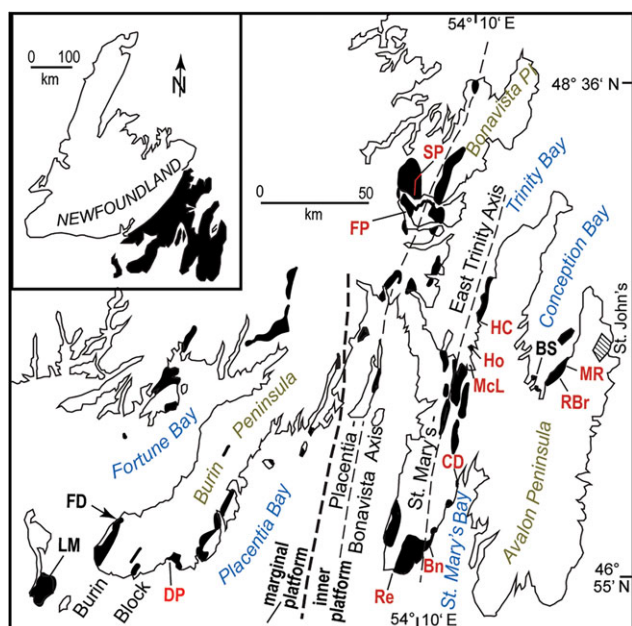 54° 10' E
0 100
km
N
48° 36' N
Bonavista Pn
SP
NEWFOUNDLAND
0 50
km
FP
Trinity Bay
East Trinity Axis
Conception Bay
St. John's
HC
BS
Ho
MR
McL
RBr
Fortune Bay
Burin Peninsula
Placentia
Bonavista Axis
St. Mary's
CD
Avalon Peninsula
FD
Placentia Bay
St. Mary's Bay
LM
Burin
Block
DP
marginal
platform
inner
platform
Bn
Re
46°
55' N
54° 10' E